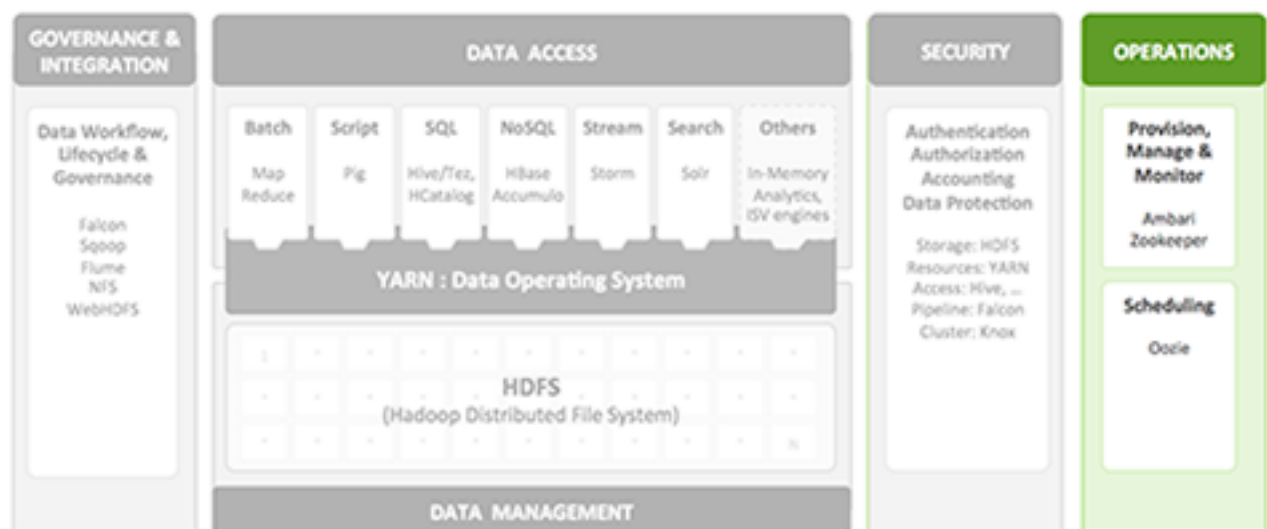 GOVERNANCE &
INTEGRATION
Data Workflow,
Lifecycle &
Governance
Falcon
Sqoop
Flume
NFS
WebHDFS
DATA ACCESS
Batch
Map
Reduce
Script
Pig
SQL
Hive/Tez,
HCatalog
NoSQL
HBase
Accumulo
Stream
Storm
Search
Solr
Others
In-Memory
Analytics,
ISV engines
YARN : Data Operating System
1
HDFS
(Hadoop Distributed File System)
N
DATA MANAGEMENT
SECURITY
Authentication
Authorization
Accounting
Data Protection
Storage: HDFS
Resources: YARN
Access: Hive, ...
Pipeline: Falcon
Cluster: Knox
OPERATIONS
Provision,
Manage &
Monitor
Ambari
Zookeeper
Scheduling
Oozie